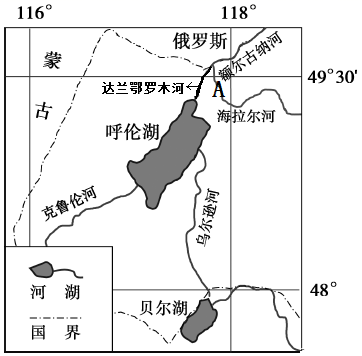 116°
118°
俄罗斯
蒙古
额尔古纳河
49°30'
达兰鄂罗木河
A
海拉尔河
呼伦湖
克鲁伦河
乌尔逊河
48°
贝尔湖
河 湖
国 界